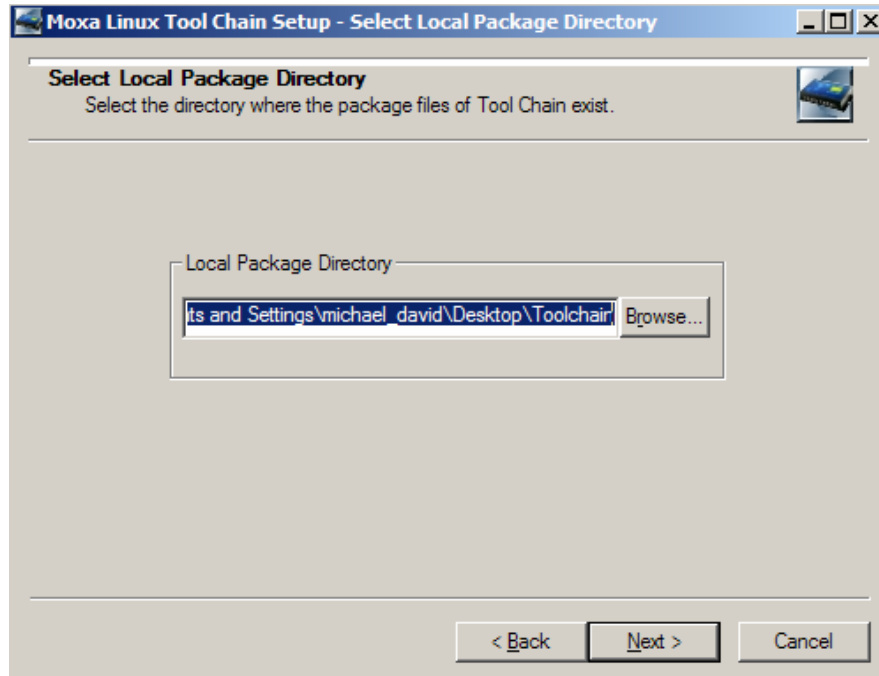 Moxa Linux Tool Chain Setup - Select Local Package Directory
Select Local Package Directory
Select the directory where the package files of Tool Chain exist.
Local Package Directory
ts and Settings\michael_david\Desktop\Toolchain
Browse...
< Back
Next >
Cancel